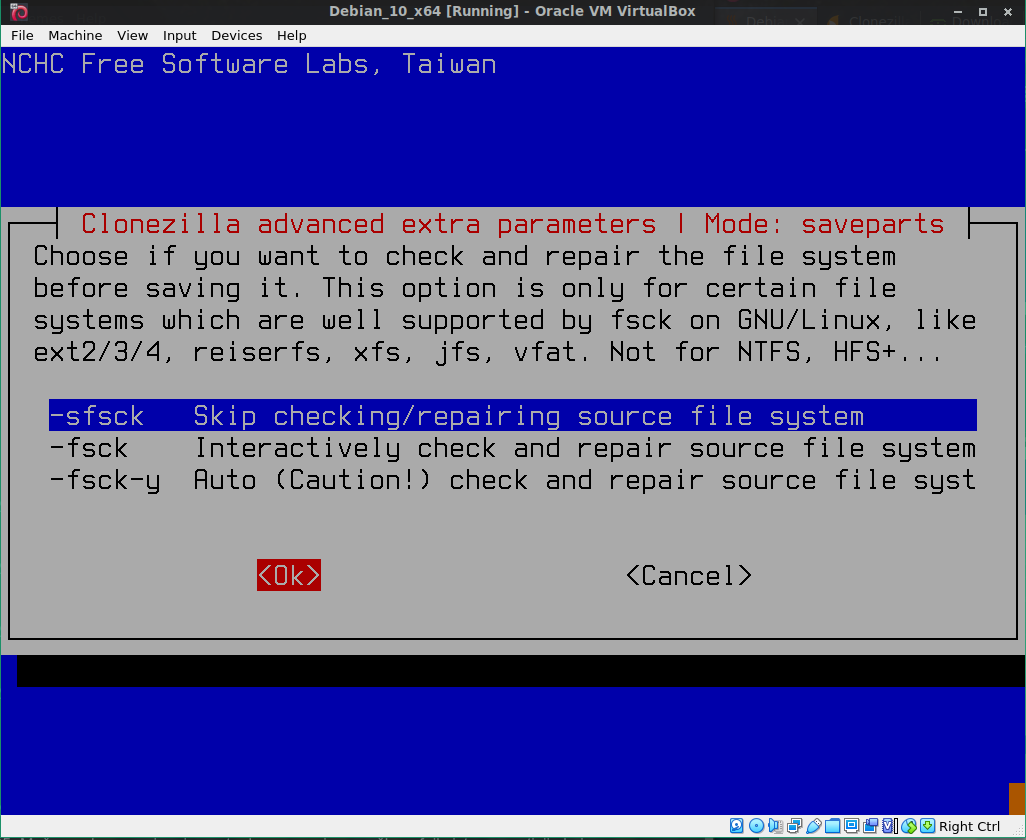 Debian_10_x64 [Running] - Oracle VM VirtualBox
File Machine View Input Devices Help
NCHC Free Software Labs, Taiwan
Clonezilla advanced extra parameters | Mode: saveparts
Choose if you want to check and repair the file system
before saving it. This option is only for certain file
systems which are well supported by fsck on GNU/Linux, like
ext2/3/4, reiserfs, xfs, jfs, vfat. Not for NTFS, HFS+...
-sfsck Skip checking/repairing source file system
-fsck Interactively check and repair source file system
-fsck-y Auto (Caution!) check and repair source file syst
<Ok> <Cancel>
Right Ctrl